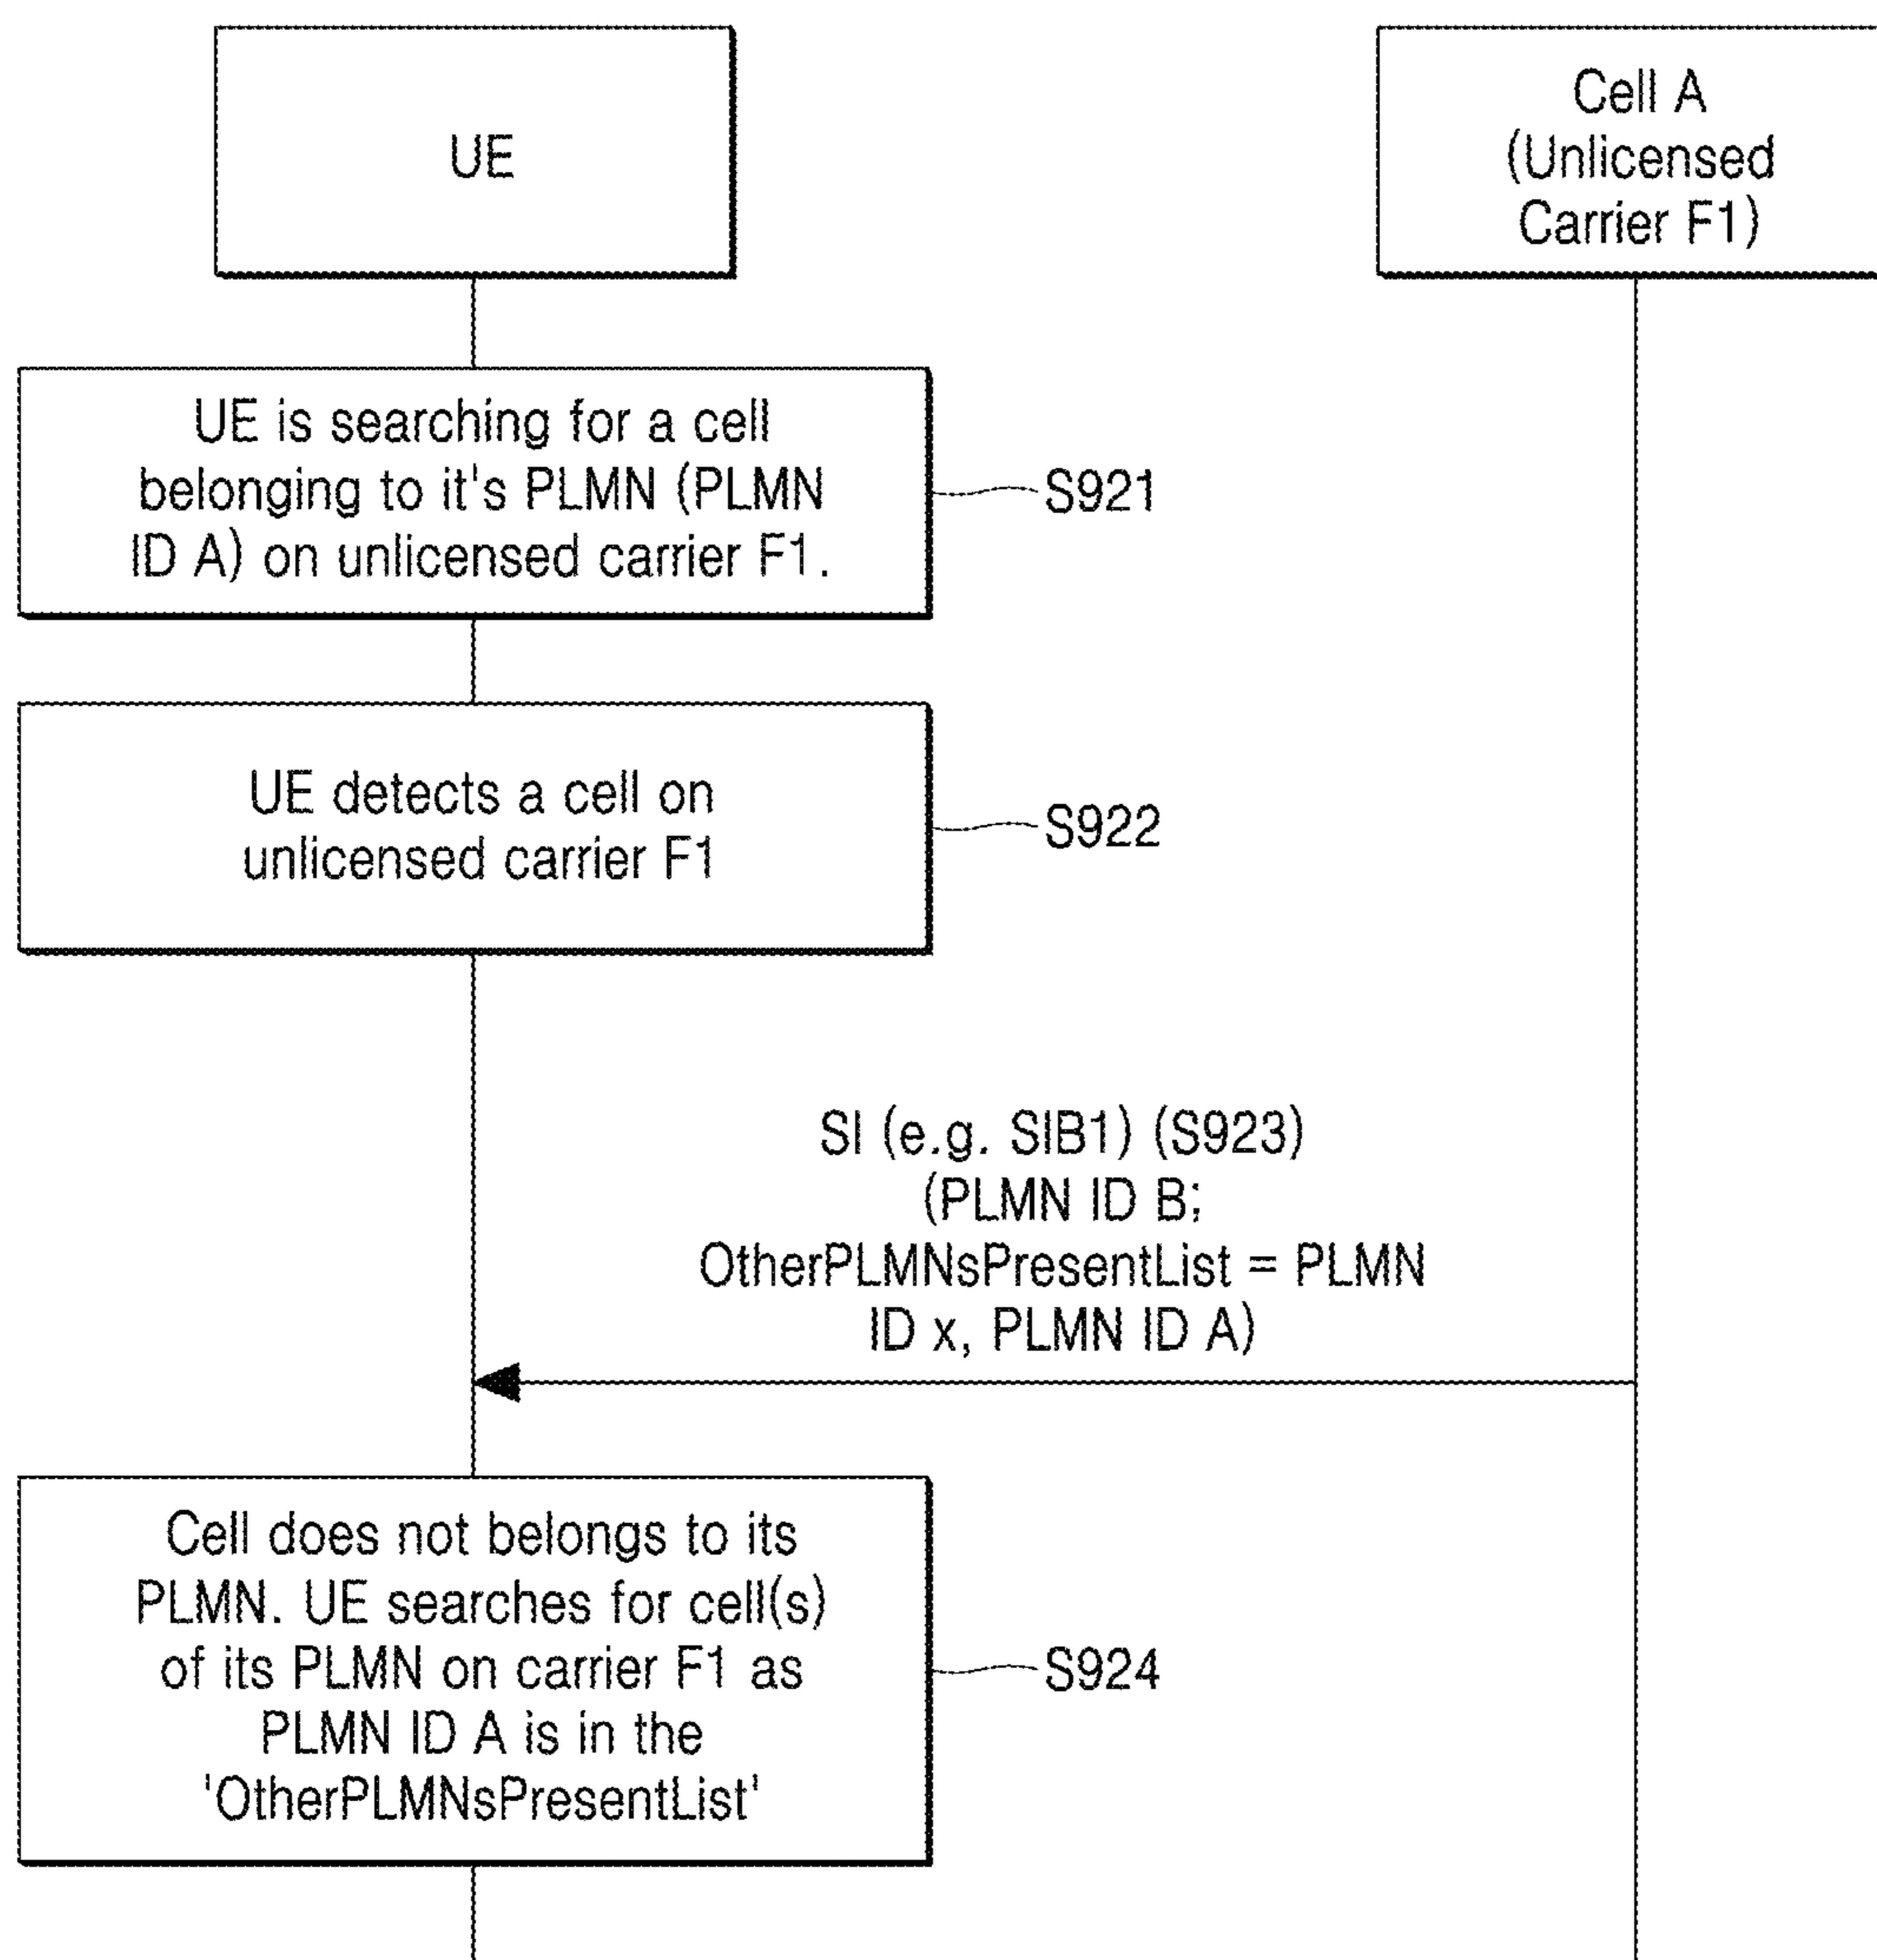 UE
Cell A
(Unlicensed
Carrier F1)
UE is searching for a cell
belonging to it's PLMN (PLMN
ID A) on unlicensed carrier F1.
S921
UE detects a cell on
unlicensed carrier F1
S922
SI (e.g. SIB1) (S923)
(PLMN ID B;
OtherPLMNsPresentList = PLMN
ID x, PLMN ID A)
Cell does not belongs to its
PLMN. UE searches for cell(s)
of its PLMN on carrier F1 as
PLMN ID A is in the
'OtherPLMNsPresentList'
S924